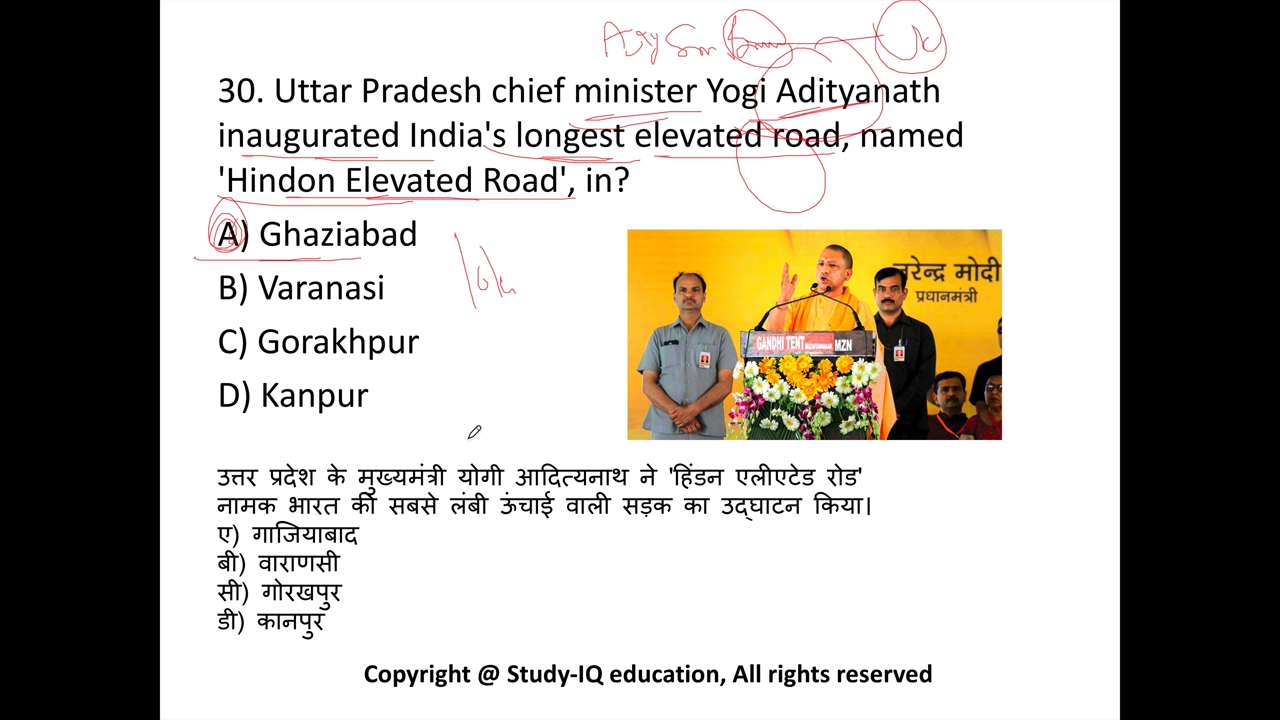 30. Uttar Pradesh chief minister Yogi Adityanath
inaugurated India's longest elevated road, named
'Hindon Elevated Road', in?
A) Ghaziabad
B) Varanasi
C) Gorakhpur
D) Kanpur
नरेन्द्र मोदी
प्रधानमंत्री
GANDHI TENT MUZAFFARNAGAR MZN
उत्तर प्रदेश के मुख्यमंत्री योगी आदित्यनाथ ने 'हिंडन एलीएटेड रोड'
नामक भारत की सबसे लंबी ऊंचाई वाली सड़क का उद्घाटन किया।
ए) गाजियाबाद
बी) वाराणसी
सी) गोरखपुर
डी) कानपुर
Copyright @ Study-IQ education, All rights reserved